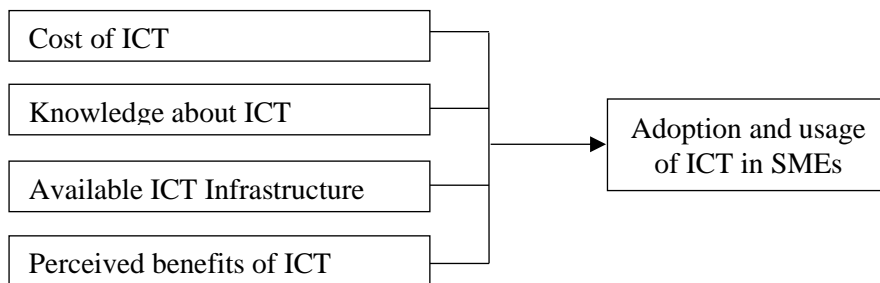 Cost of ICT
Knowledge about ICT
Available ICT Infrastructure
Perceived benefits of ICT
Adoption and usage
of ICT in SMEs